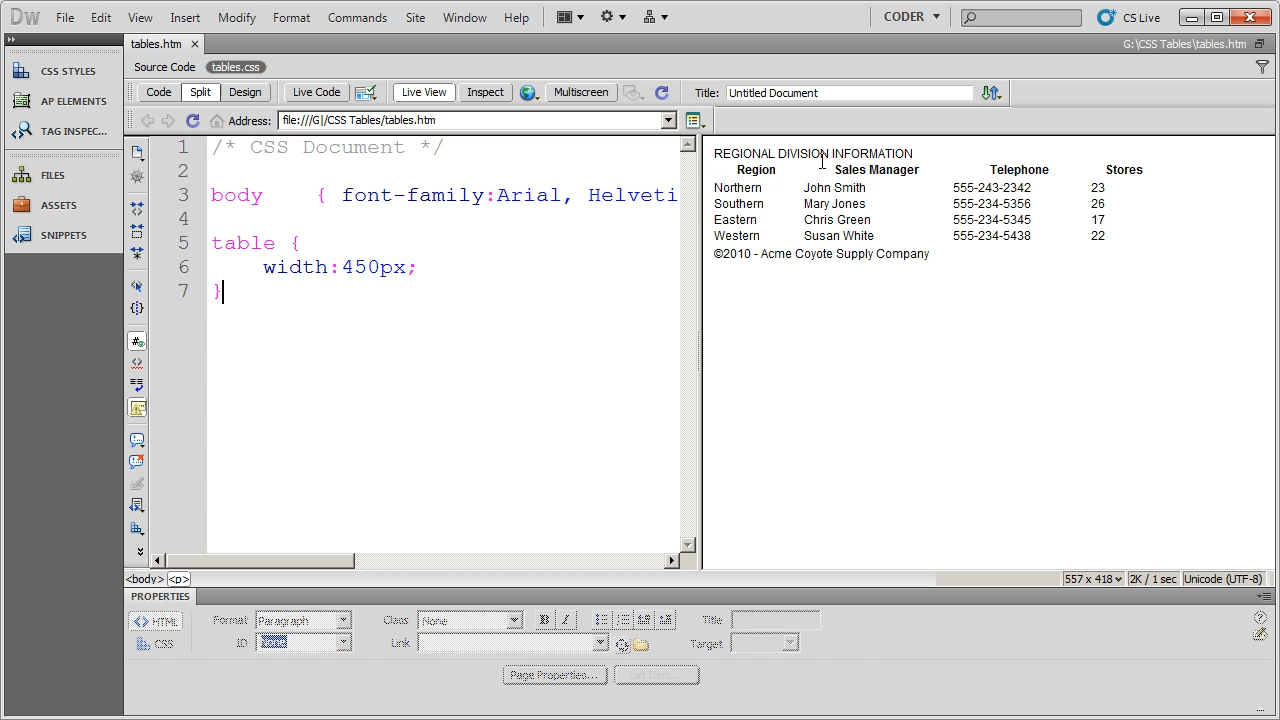 Dw File Edit View Insert Modify Format Commands Site Window Help CODER CS Live
tables.htm G:\CSS Tables\tables.htm
Source Code tables.css
Code Split Design Live Code Live View Inspect Multiscreen Title: Untitled Document
Address: file:///G|/CSS Tables/tables.htm
CSS STYLES
AP ELEMENTS
TAG INSPEC...
FILES
ASSETS
SNIPPETS
1 /* CSS Document */
2
3 body { font-family:Arial, Helveti
4
5 table {
6 width:450px;
7 }
REGIONAL DIVISION INFORMATION
Region Sales Manager Telephone Stores
Northern John Smith 555-243-2342 23
Southern Mary Jones 555-234-5356 26
Eastern Chris Green 555-234-5345 17
Western Susan White 555-234-5438 22
©2010 - Acme Coyote Supply Company
<body> <p> 557 x 418 2K / 1 sec Unicode (UTF-8)
PROPERTIES
<> HTML Format Paragraph Class None B I Title
CSS ID Link Target
Page Properties... List Item...